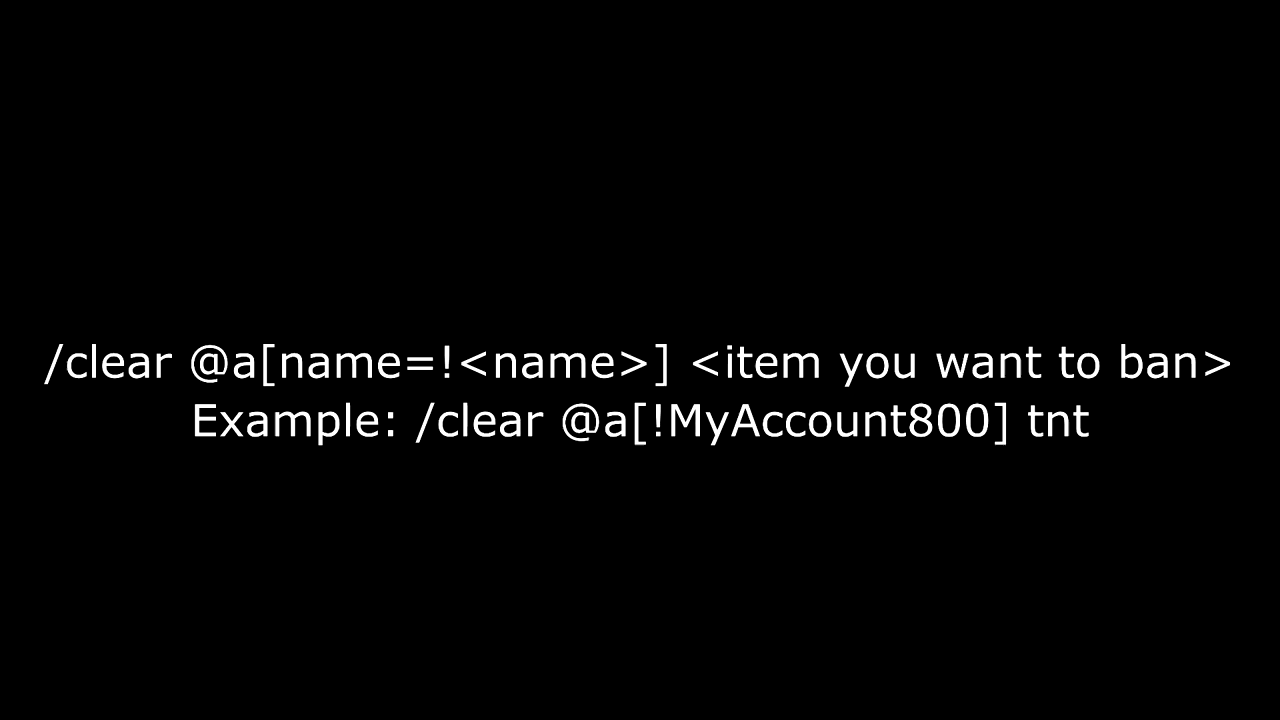 /clear @a[name=!<name>] <item you want to ban>
Example: /clear @a[!MyAccount800] tnt